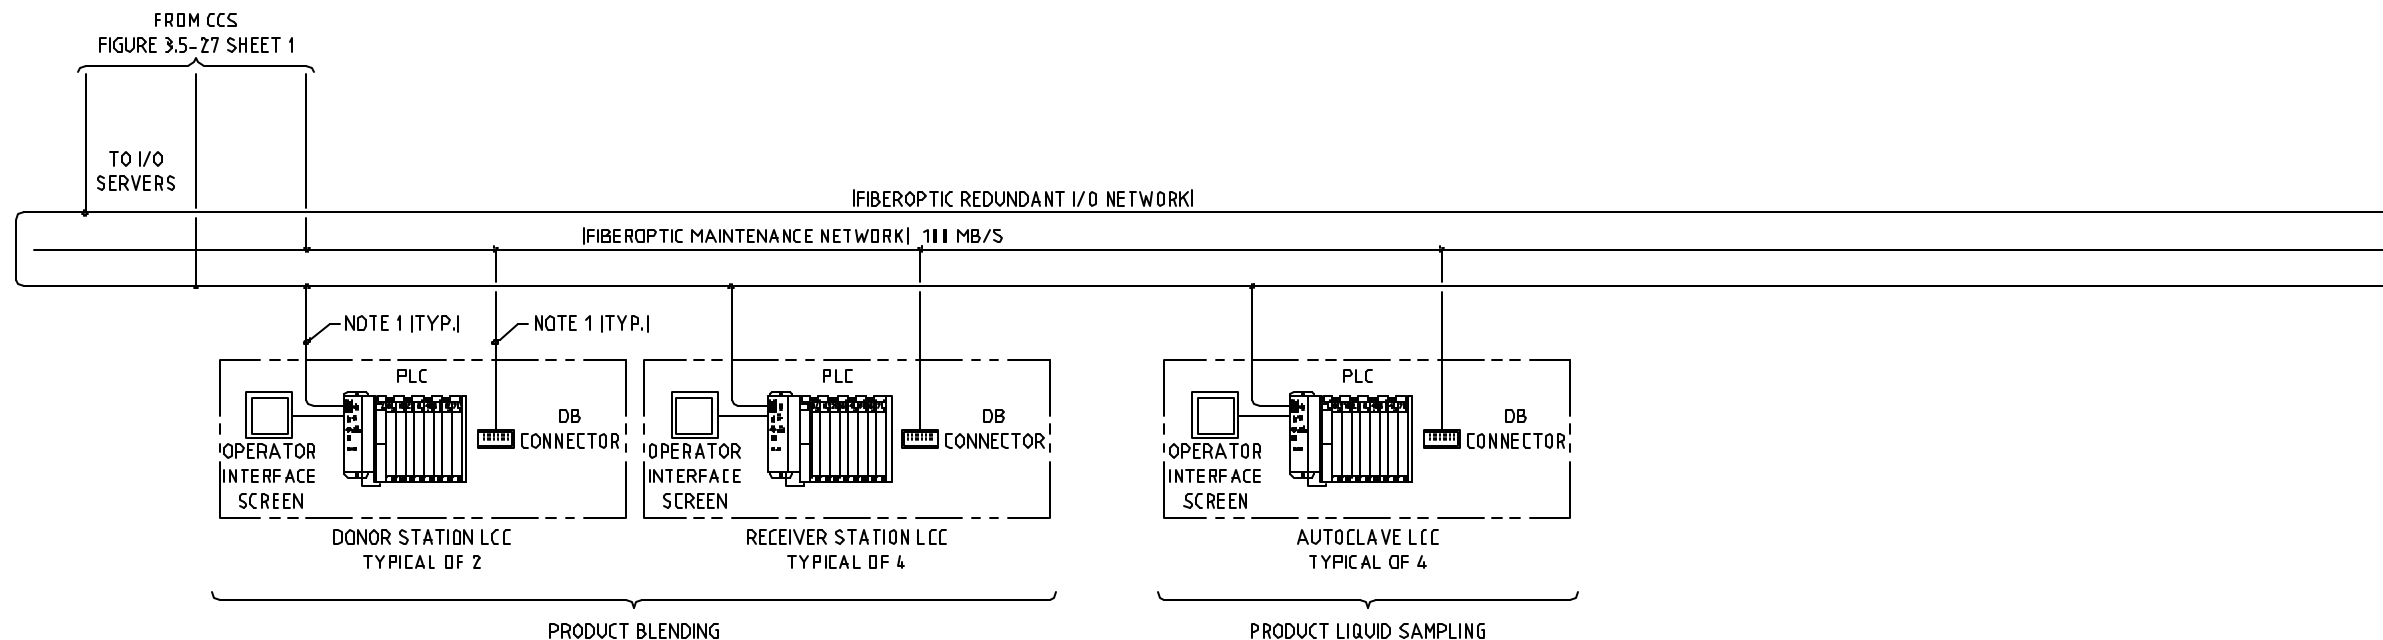 FROM CCS
FIGURE 3.5-27 SHEET 1
TO I/O
SERVERS
|FIBEROPTIC REDUNDANT I/O NETWORK|
|FIBEROPTIC MAINTENANCE NETWORK| MB/S
NOTE 1 |TYP.|
NOTE 1 |TYP.|
PLC
DB
CONNECTOR
OPERATOR
INTERFACE
SCREEN
DONOR STATION LCC
TYPICAL OF 2
PLC
DB
CONNECTOR
OPERATOR
INTERFACE
SCREEN
RECEIVER STATION LCC
TYPICAL OF 4
PRODUCT BLENDING
PLC
DB
CONNECTOR
OPERATOR
INTERFACE
SCREEN
AUTOCLAVE LCC
TYPICAL OF 4
PRODUCT LIQUID SAMPLING